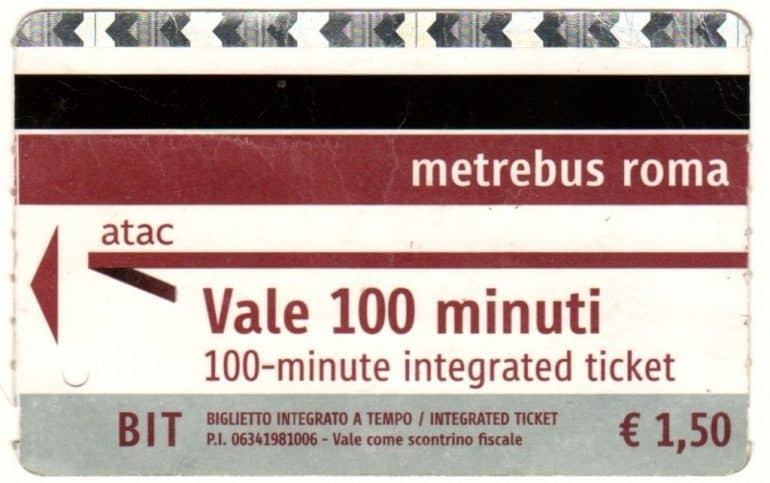 metrebus roma
atac
Vale 100 minuti
100-minute integrated ticket
BIT
BIGLIETTO INTEGRATO A TEMPO / INTEGRATED TICKET
P.I. 06341981006 - Vale come scontrino fiscale
€ 1,50